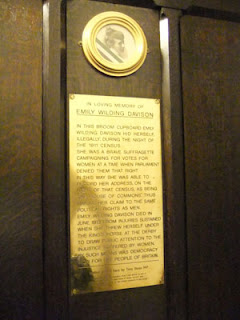 IN LOVING MEMORY OF
EMILY WILDING DAVISON
IN THIS BROOM CUPBOARD EMILY
WILDING DAVISON HID HERSELF
ILLEGALLY DURING THE NIGHT
OF THE 1911 CENSUS.
SHE WAS A BRAVE SUFFRAGETTE
CAMPAIGNING FOR VOTES FOR
WOMEN AT A TIME WHEN PARLIAMENT
DENIED THEM THAT RIGHT.
IN THIS WAY SHE WAS ABLE TO
RECORD HER ADDRESS, ON THE
NIGHT OF THAT CENSUS, AS BEING
HOUSE OF COMMONS', THUS
HER CLAIM TO THE SAME
POLITICAL RIGHTS AS MEN.
EMILY WILDING DAVISON DIED IN
JUNE 1913 FROM INJURIES SUSTAINED
WHEN SHE THREW HERSELF UNDER
THE KING'S HORSE AT THE DERBY
TO DRAW PUBLIC ATTENTION TO THE
INJUSTICE SUFFERED BY WOMEN.
BY SUCH MEANS WAS DEMOCRACY
WON FOR THE PEOPLE OF BRITAIN.